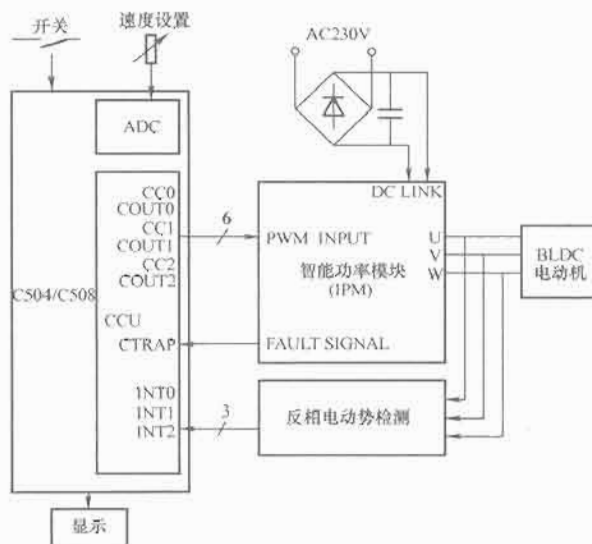 开关
速度设置
AC230V
ADC
DC LINK
CC0
COUT0
CC1
COUT1
CC2
COUT2
6
PWM INPUT
U
V
W
BLDC
电动机
智能功率模块
(IPM)
C504/C508
CCU
CTRAP
FAULT SIGNAL
INT0
INT1
INT2
3
反相电动势检测
显示